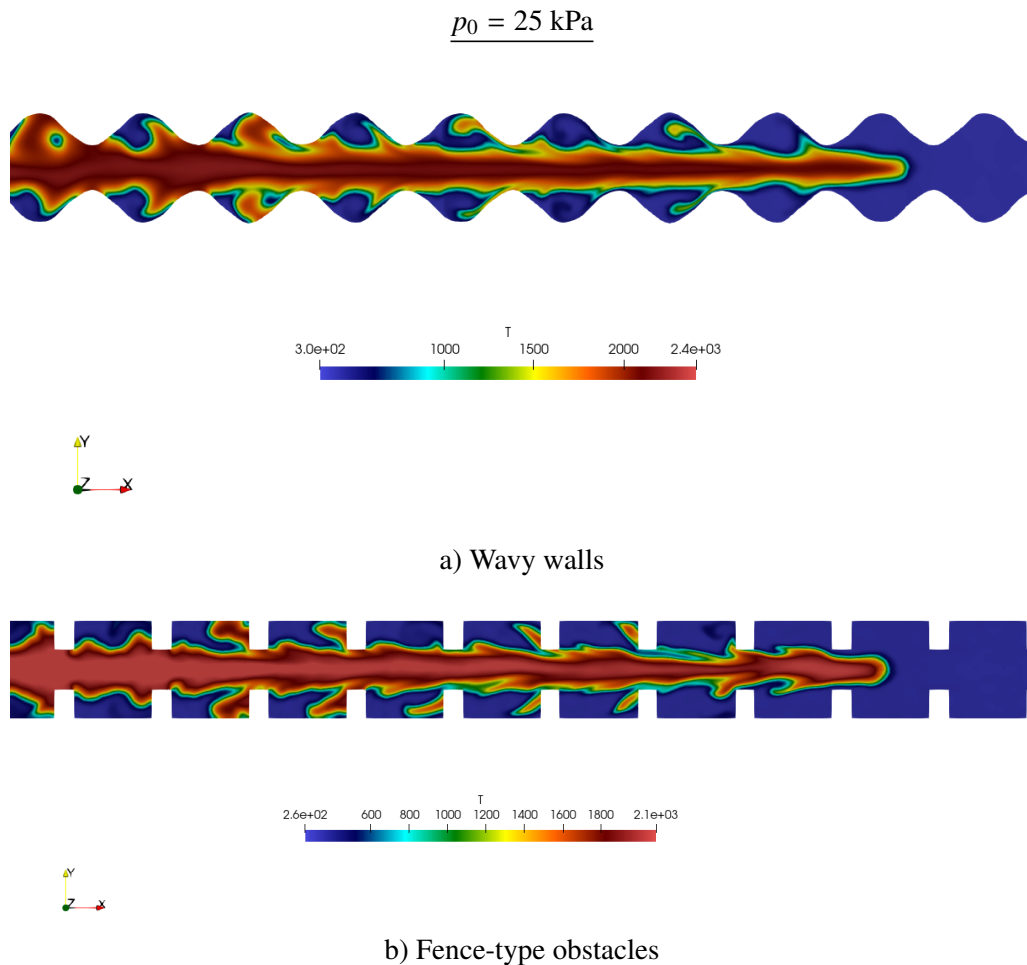 p₀ = 25 kPa
T
3.0e+02 1000 1500 2000 2.4e+03
Y
Z X
a) Wavy walls
T
2.6e+02 600 800 1000 1200 1400 1600 1800 2.1e+03
Y
Z X
b) Fence-type obstacles